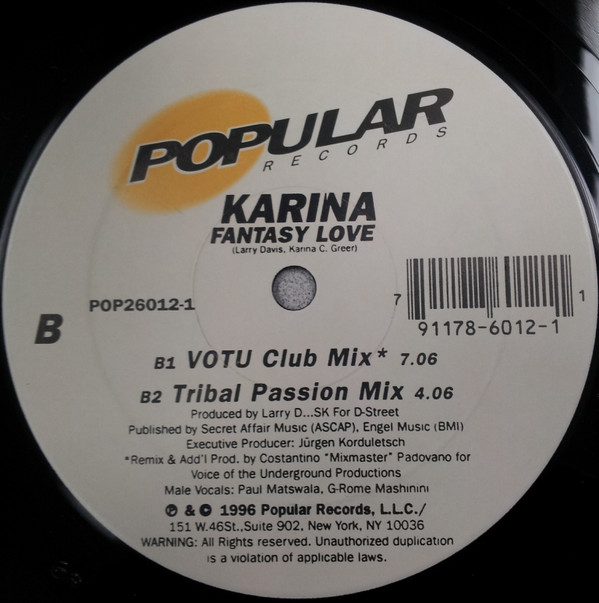 POPULAR
RECORDS
KARINA
FANTASY LOVE
(Larry Davis, Karina C. Greer)
POP26012-1
B
7 91178-6012-1 1
B1 VOTU Club Mix* 7.06
B2 Tribal Passion Mix 4.06
Produced by Larry D...SK For D-Street
Published by Secret Affair Music (ASCAP), Engel Music (BMI)
Executive Producer: Jürgen Korduletsch
*Remix & Add'l Prod. by Costantino "Mixmaster" Padovano for
Voice of the Underground Productions
Male Vocals: Paul Matswala, G-Rome Mashinini
℗ & © 1996 Popular Records, L.L.C./
151 W.46St., Suite 902, New York, NY 10036
WARNING: All Rights reserved. Unauthorized duplication
is a violation of applicable laws.